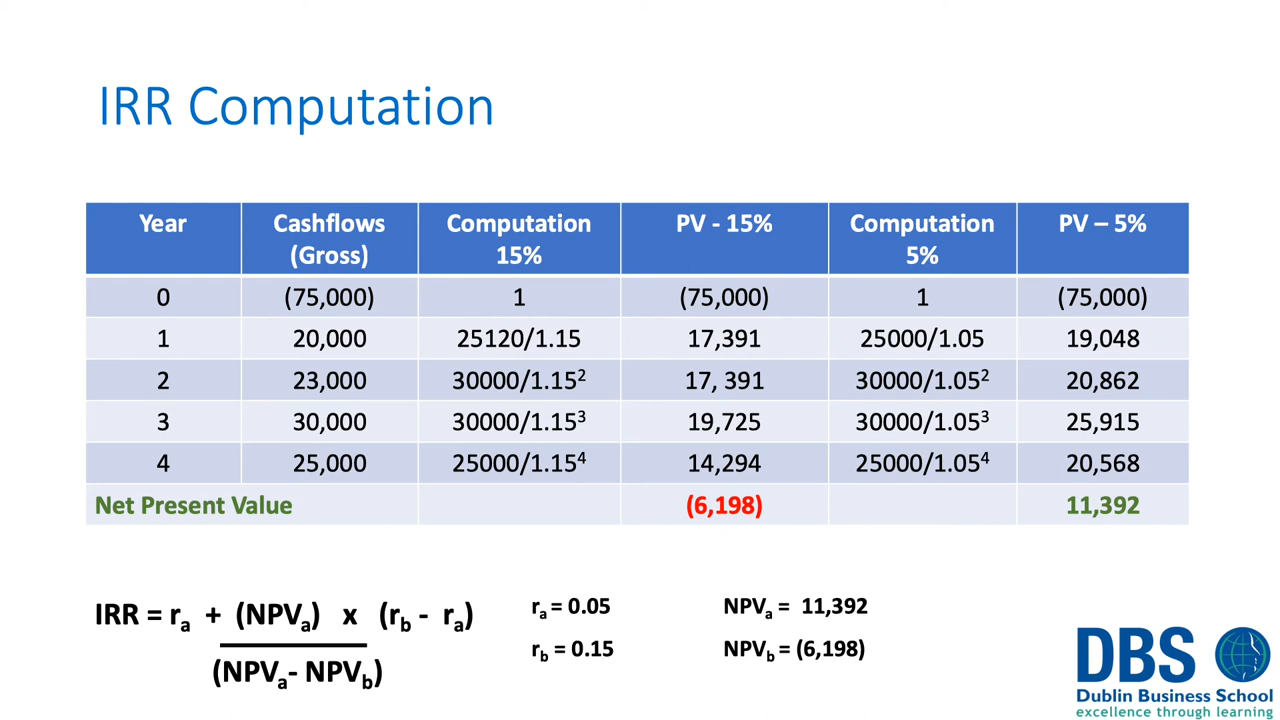 IRR Computation
Year Cashflows (Gross) Computation 15% PV - 15% Computation 5% PV – 5%
0 (75,000) 1 (75,000) 1 (75,000)
1 20,000 25120/1.15 17,391 25000/1.05 19,048
2 23,000 30000/1.15² 17, 391 30000/1.05² 20,862
3 30,000 30000/1.15³ 19,725 30000/1.05³ 25,915
4 25,000 25000/1.15⁴ 14,294 25000/1.05⁴ 20,568
Net Present Value (6,198) 11,392
IRR = ra + (NPVa) x (rb - ra)
(NPVa- NPVb)
ra = 0.05 NPVa = 11,392
rb = 0.15 NPVb = (6,198)
DBS
Dublin Business School
excellence through learning